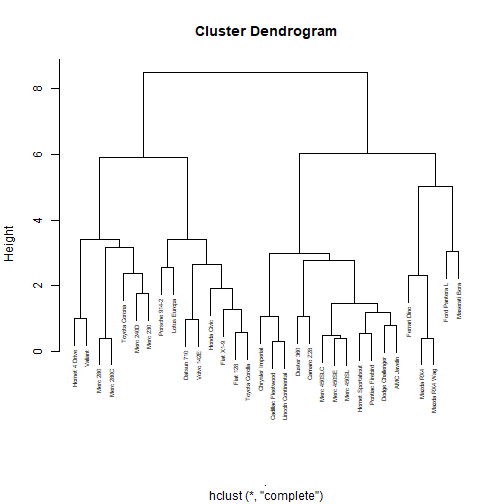 Cluster Dendrogram
Height
0
2
4
6
8
Hornet 4 Drive
Valiant
Merc 280
Merc 280C
Toyota Corona
Merc 240D
Merc 230
Porsche 914-2
Lotus Europa
Datsun 710
Volvo 142E
Honda Civic
Fiat X1-9
Fiat 128
Toyota Corolla
Chrysler Imperial
Cadillac Fleetwood
Lincoln Continental
Duster 360
Camaro Z28
Merc 450SLC
Merc 450SE
Merc 450SL
Hornet Sportabout
Pontiac Firebird
Dodge Challenger
AMC Javelin
Ferrari Dino
Mazda RX4
Mazda RX4 Wag
Ford Pantera L
Maserati Bora
.
hclust (*, "complete")